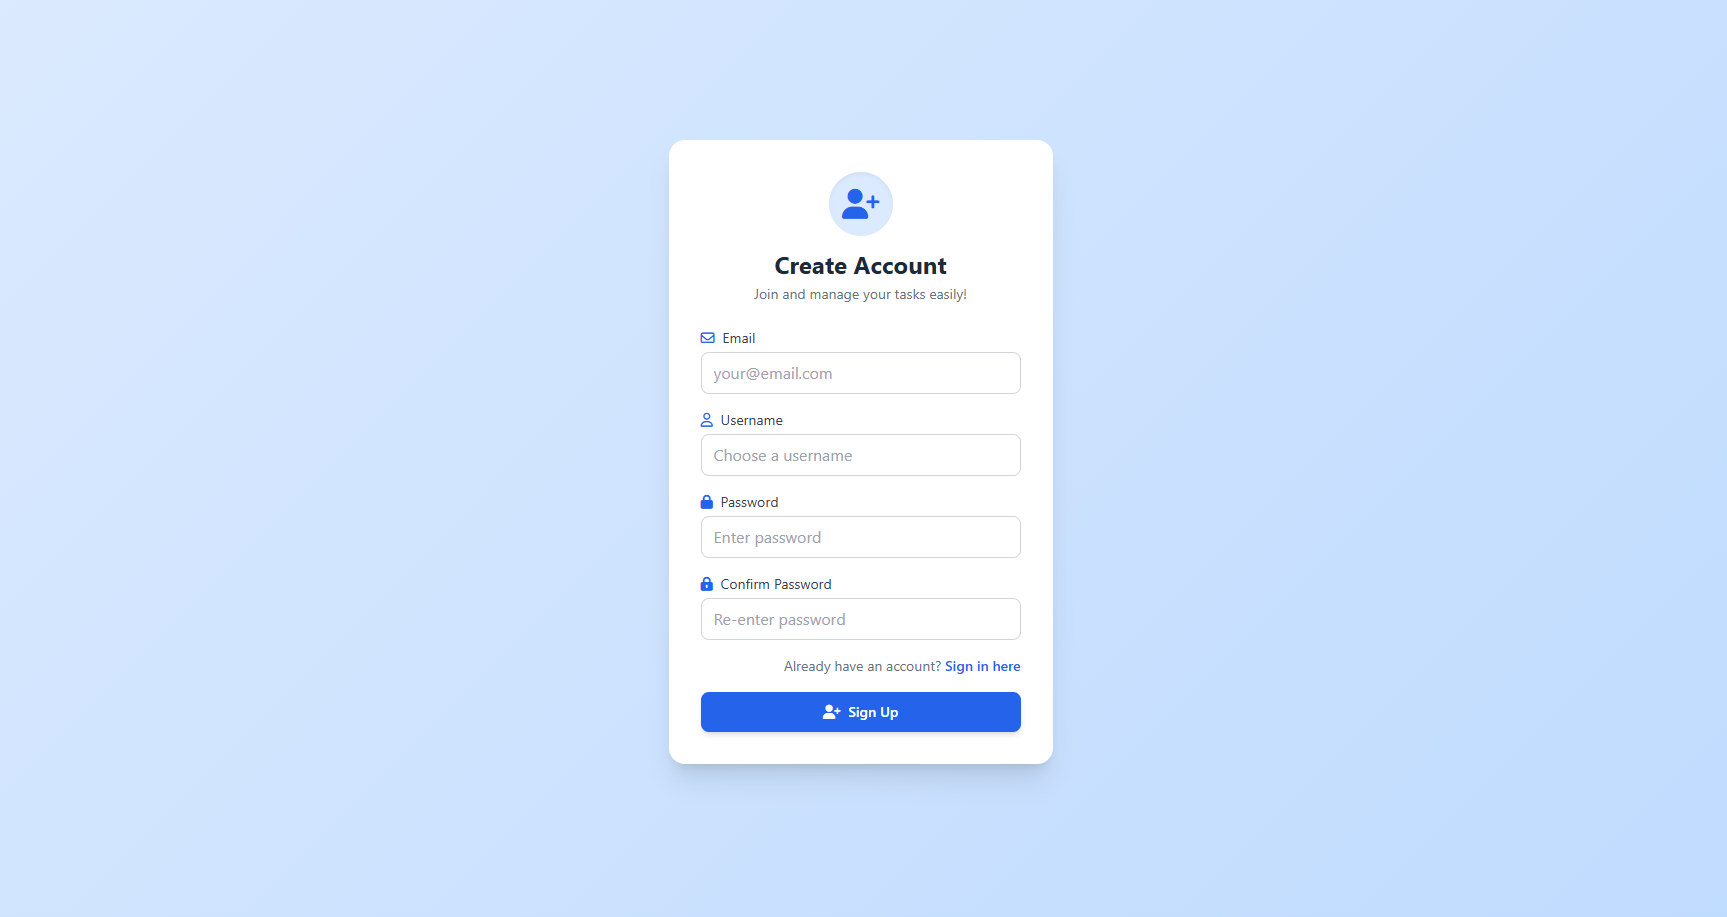 Create Account
Join and manage your tasks easily!
Email
your@email.com
Username
Choose a username
Password
Enter password
Confirm Password
Re-enter password
Already have an account? Sign in here
Sign Up